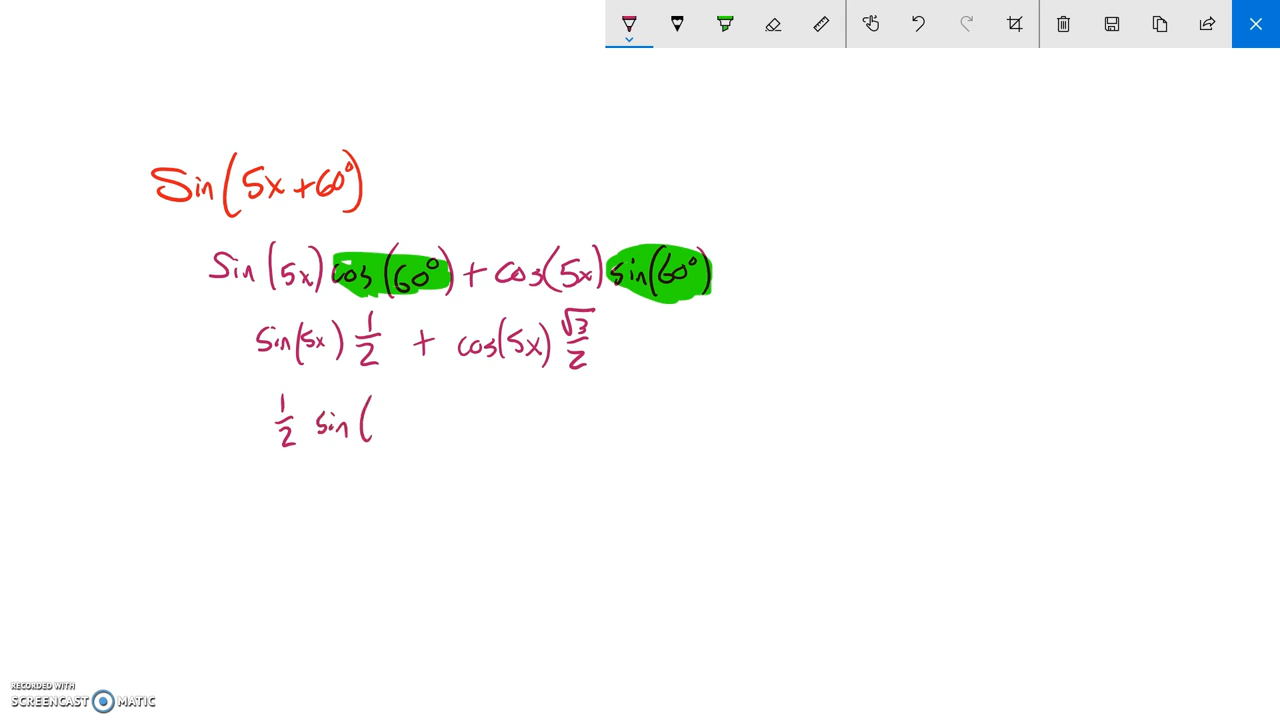 Sin(5x+60°)
Sin(5x)cos(60°)+cos(5x)sin(60°)
sin(5x) 1/2 + cos(5x) √3/2
1/2 sin(
RECORDED WITH
SCREENCAST MATIC